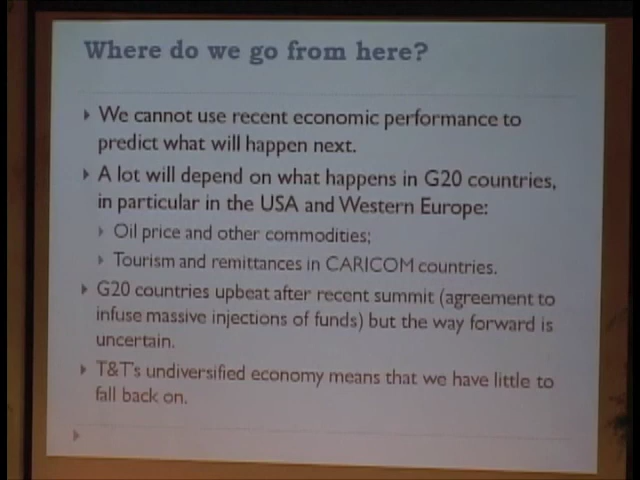 Where do we go from here?
We cannot use recent economic performance to
predict what will happen next.
A lot will depend on what happens in G20 countries,
in particular in the USA and Western Europe:
Oil price and other commodities;
Tourism and remittances in CARICOM countries.
G20 countries upbeat after recent summit (agreement to
infuse massive injections of funds) but the way forward is
uncertain.
T&T's undiversified economy means that we have little to
fall back on.